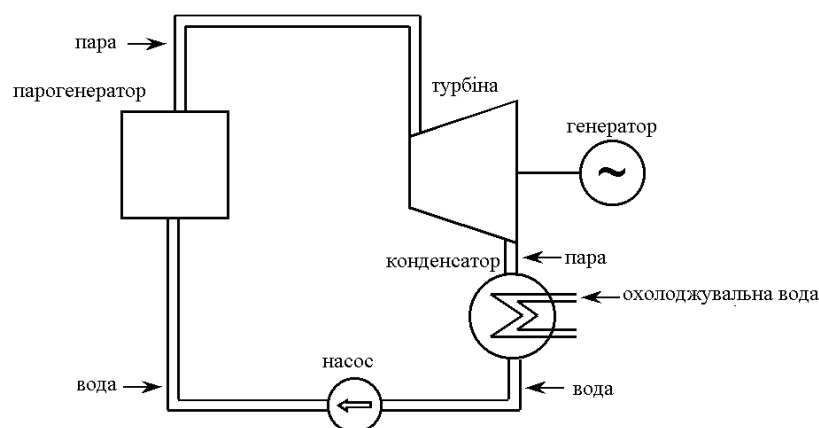 пара
турбіна
парогенератор
генератор
~
конденсатор
пара
охолоджувальна вода
насос
вода
вода